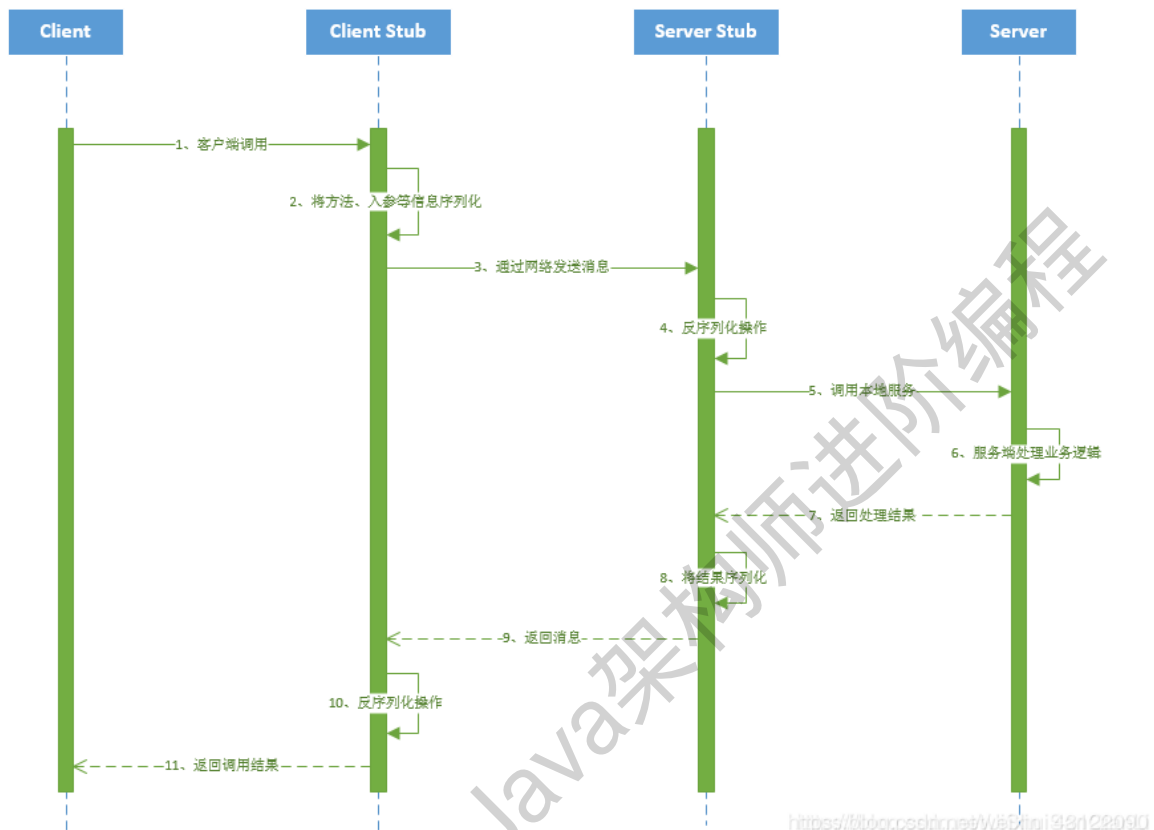 Client
Client Stub
Server Stub
Server
1、客户端调用
2、将方法、入参等信息序列化
3、通过网络发送消息
4、反序列化操作
5、调用本地服务
6、服务端处理业务逻辑
7、返回处理结果
8、将结果序列化
9、返回消息
10、反序列化操作
11、返回调用结果
Java架构师进阶编程